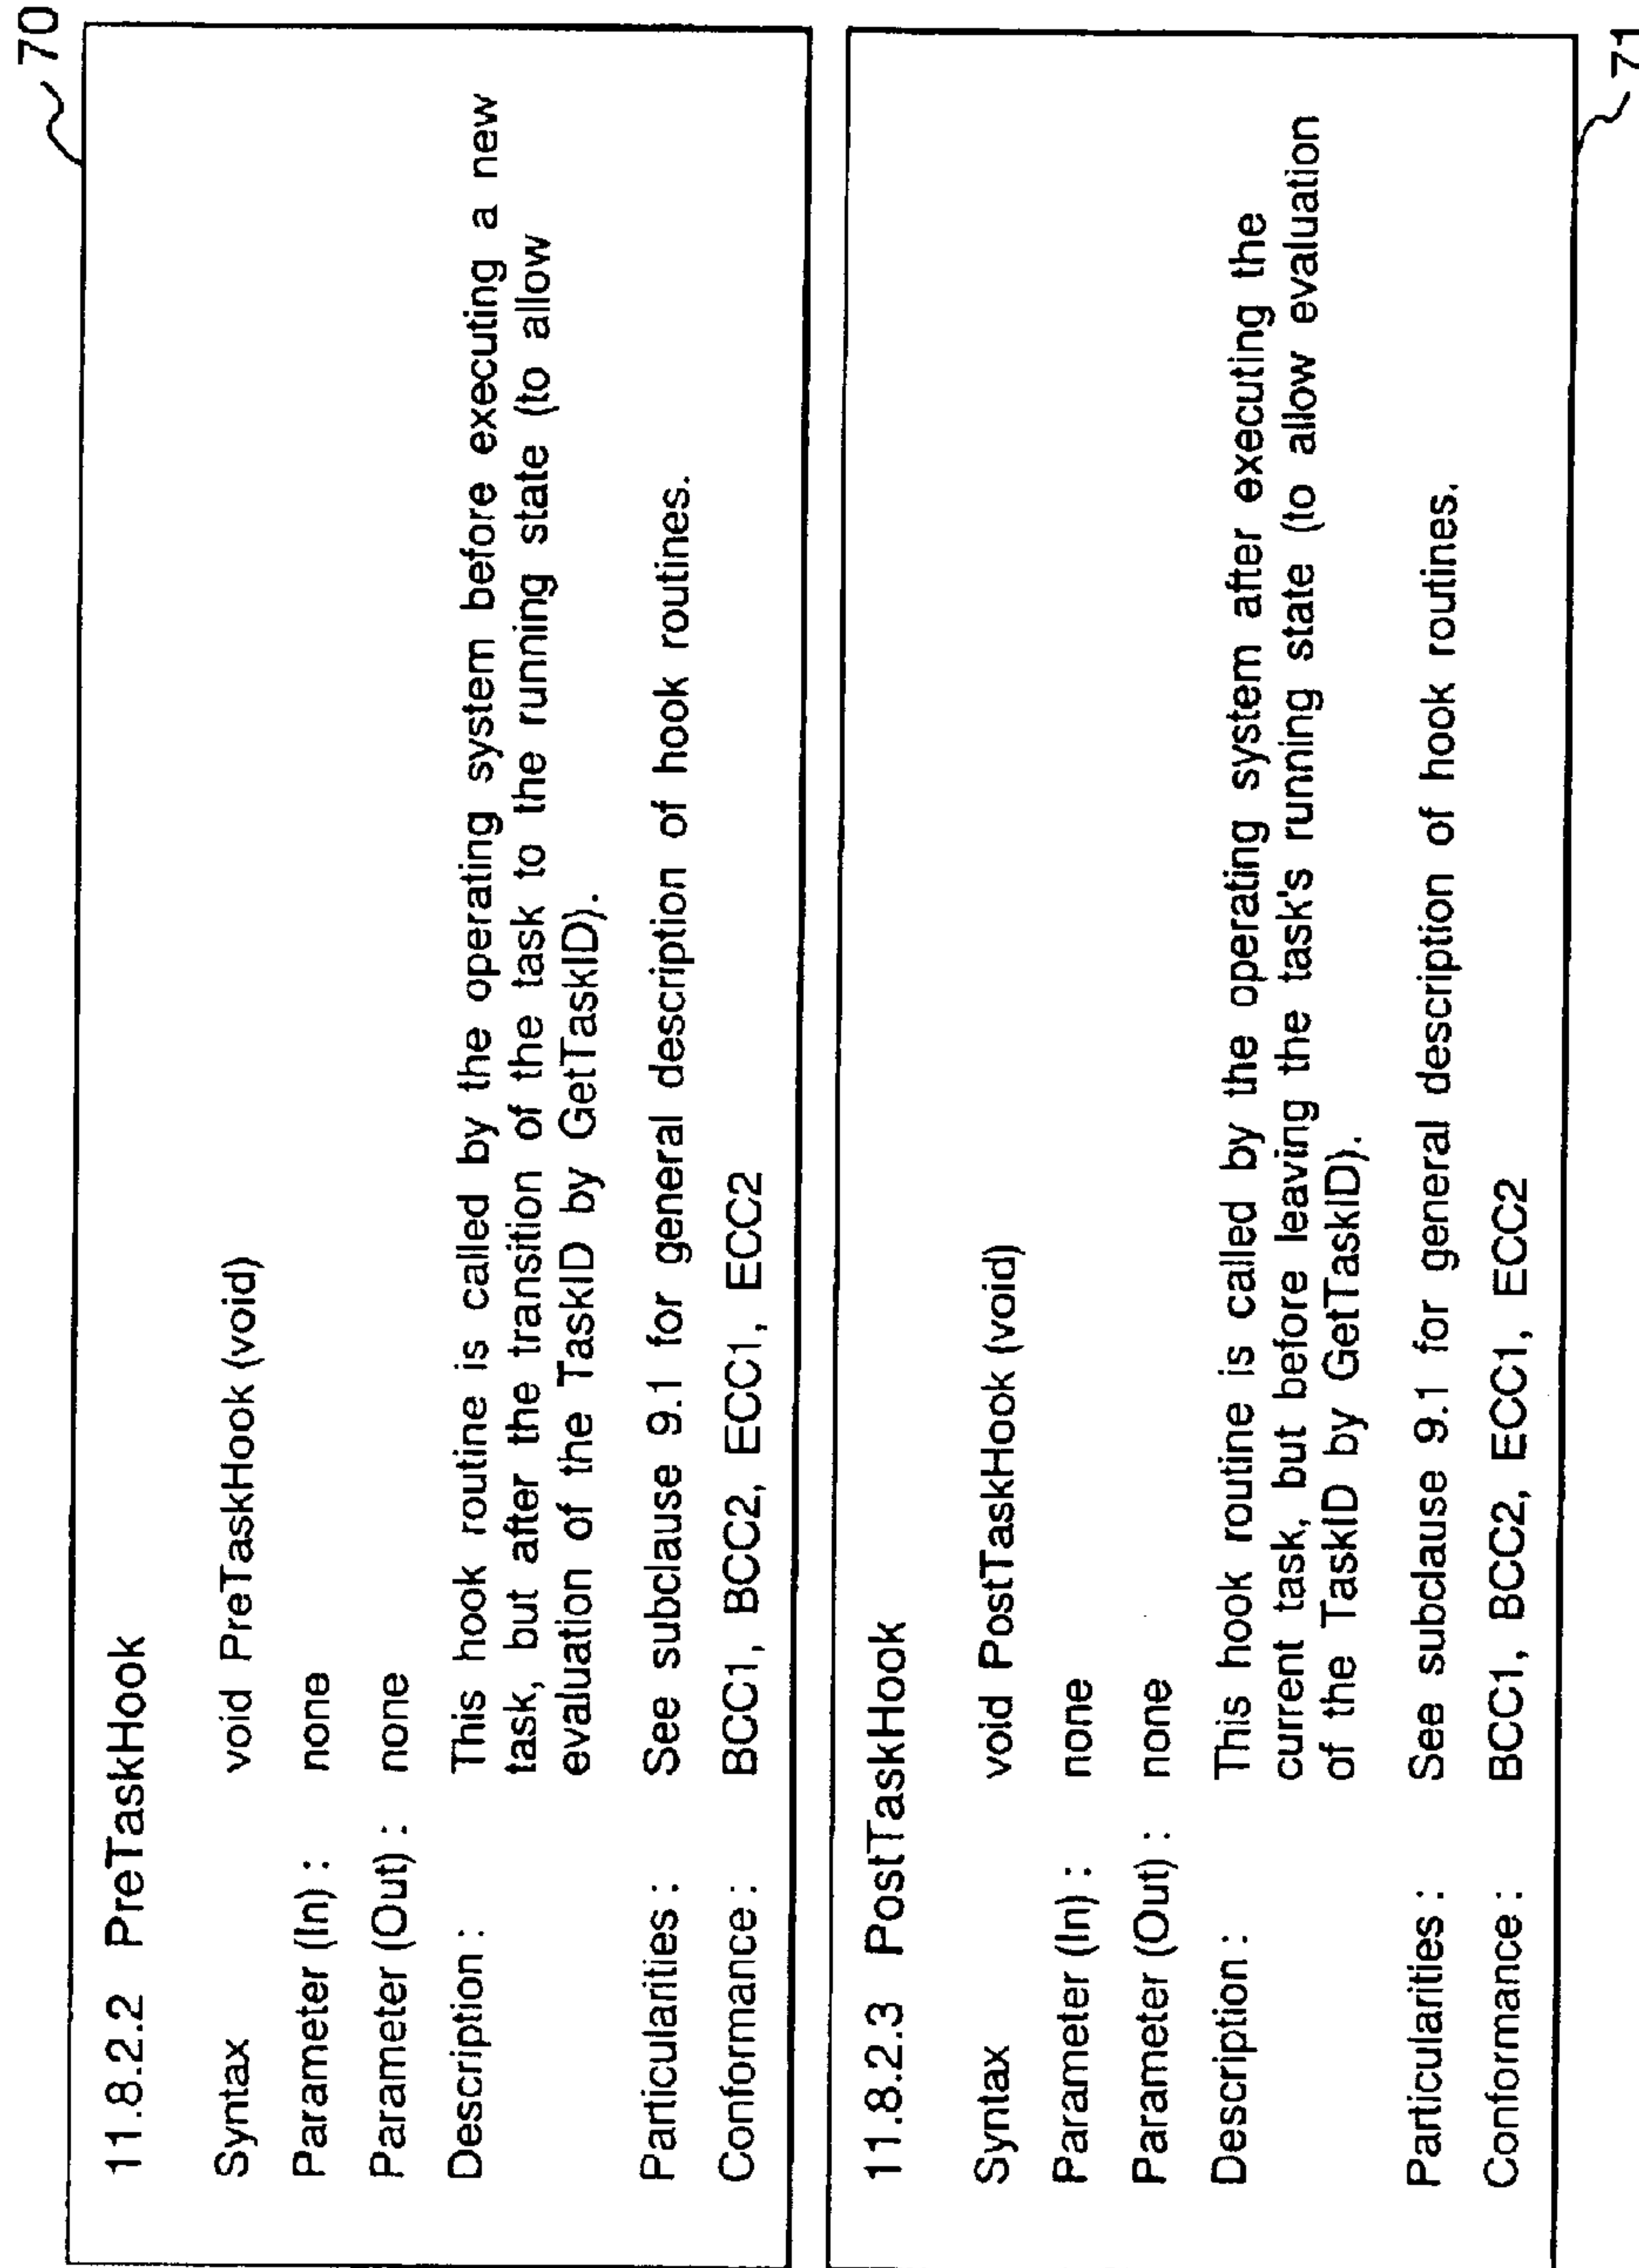 70
11.8.2.2 PreTaskHook
Syntax void PreTaskHook (void)
Parameter (In) : none
Parameter (Out) : none
Description : This hook routine is called by the operating system before executing a new
task, but after the transition of the task to the running state (to allow
evaluation of the TaskID by GetTaskID).
Particularities : See subclause 9.1 for general description of hook routines.
Conformance : BCC1, BCC2, ECC1, ECC2
71
11.8.2.3 PostTaskHook
Syntax void PostTaskHook (void)
Parameter (In) : none
Parameter (Out) : none
Description : This hook routine is called by the operating system after executing the
current task, but before leaving the task's running state (to allow evaluation
of the TaskID by GetTaskID).
Particularities : See subclause 9.1 for general description of hook routines.
Conformance : BCC1, BCC2, ECC1, ECC2